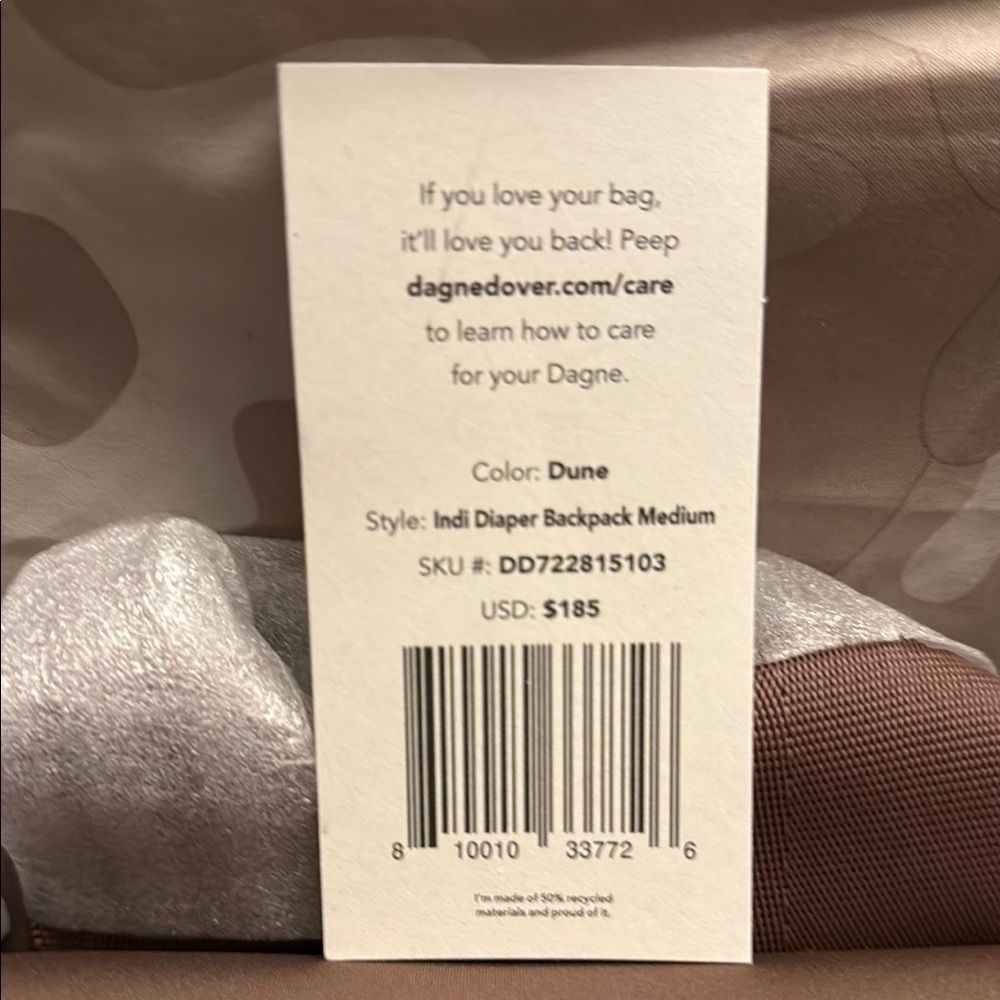 If you love your bag,
it'll love you back! Peep
dagnedover.com/care
to learn how to care
for your Dagne.
Color: Dune
Style: Indi Diaper Backpack Medium
SKU #: DD722815103
USD: $185
8 10010 33772 6
I'm made of 50% recycled
materials and proud of it.